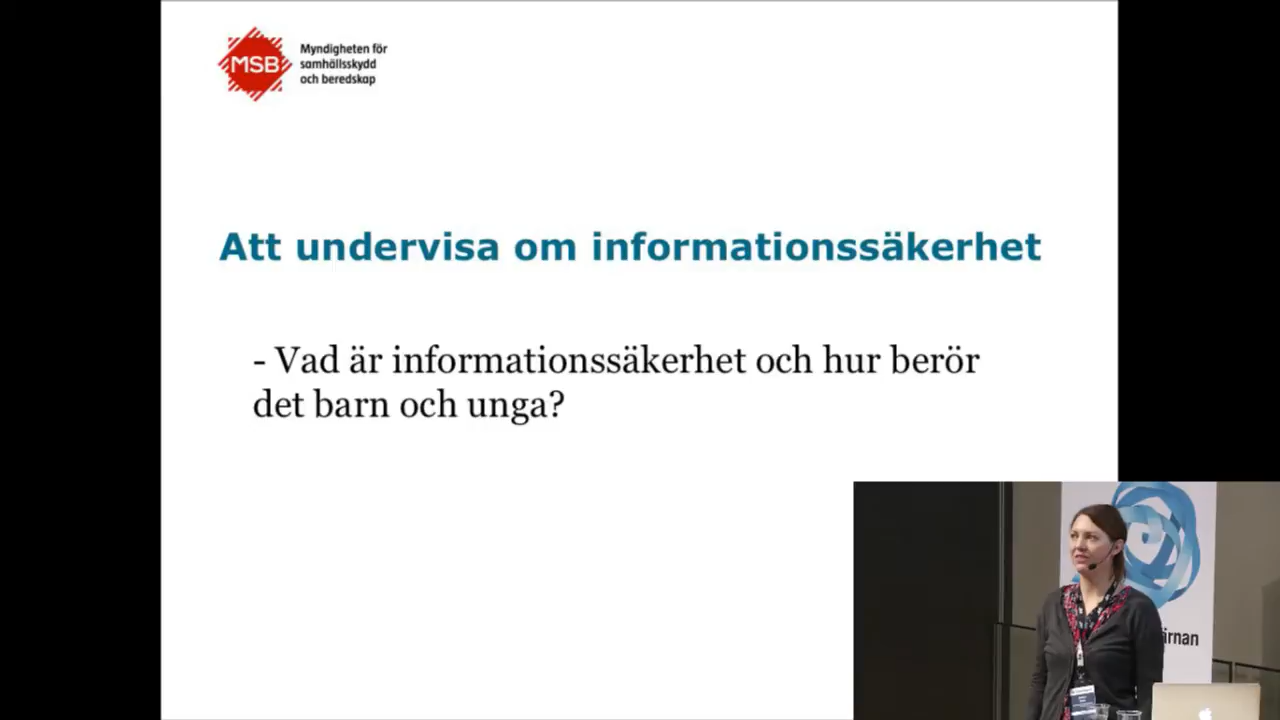 MSB
Myndigheten för
samhällsskydd
och beredskap
Att undervisa om informationssäkerhet
- Vad är informationssäkerhet och hur berör
det barn och unga?
ärnan